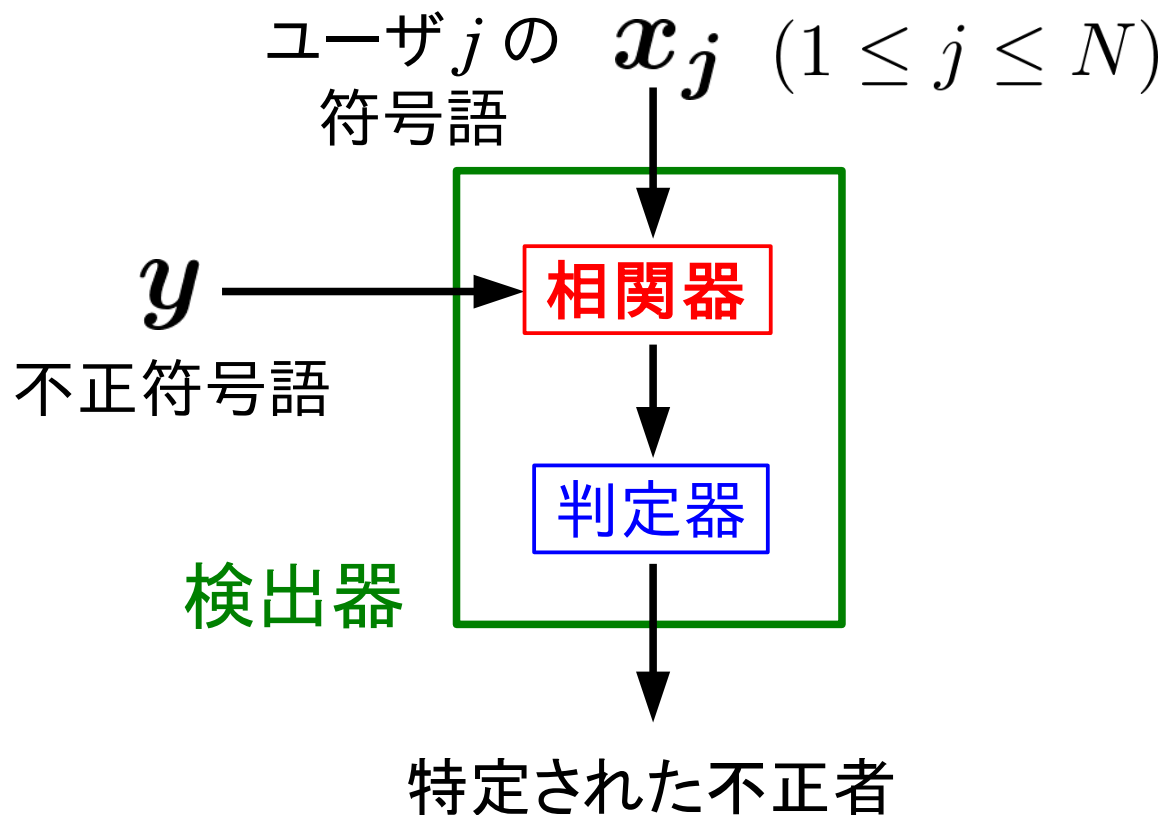 ユーザjの x_j (1 ≤ j ≤ N)
符号語
相関器
y
不正符号語
判定器
検出器
特定された不正者